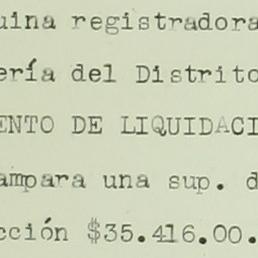 uina registradora
ería del Distrito
ENTO DE LIQUIDACI
ampara una sup. d
cción $35.416.00.